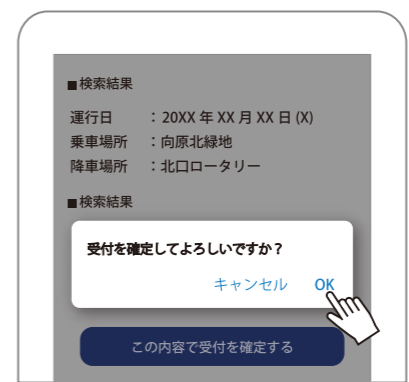 ■検索結果
運行日　：20XX 年 XX 月 XX 日 (X)
乗車場所　：向原北緑地
降車場所　：北口ロータリー
■検索結果
受付を確定してよろしいですか？
キャンセル　OK
この内容で受付を確定する